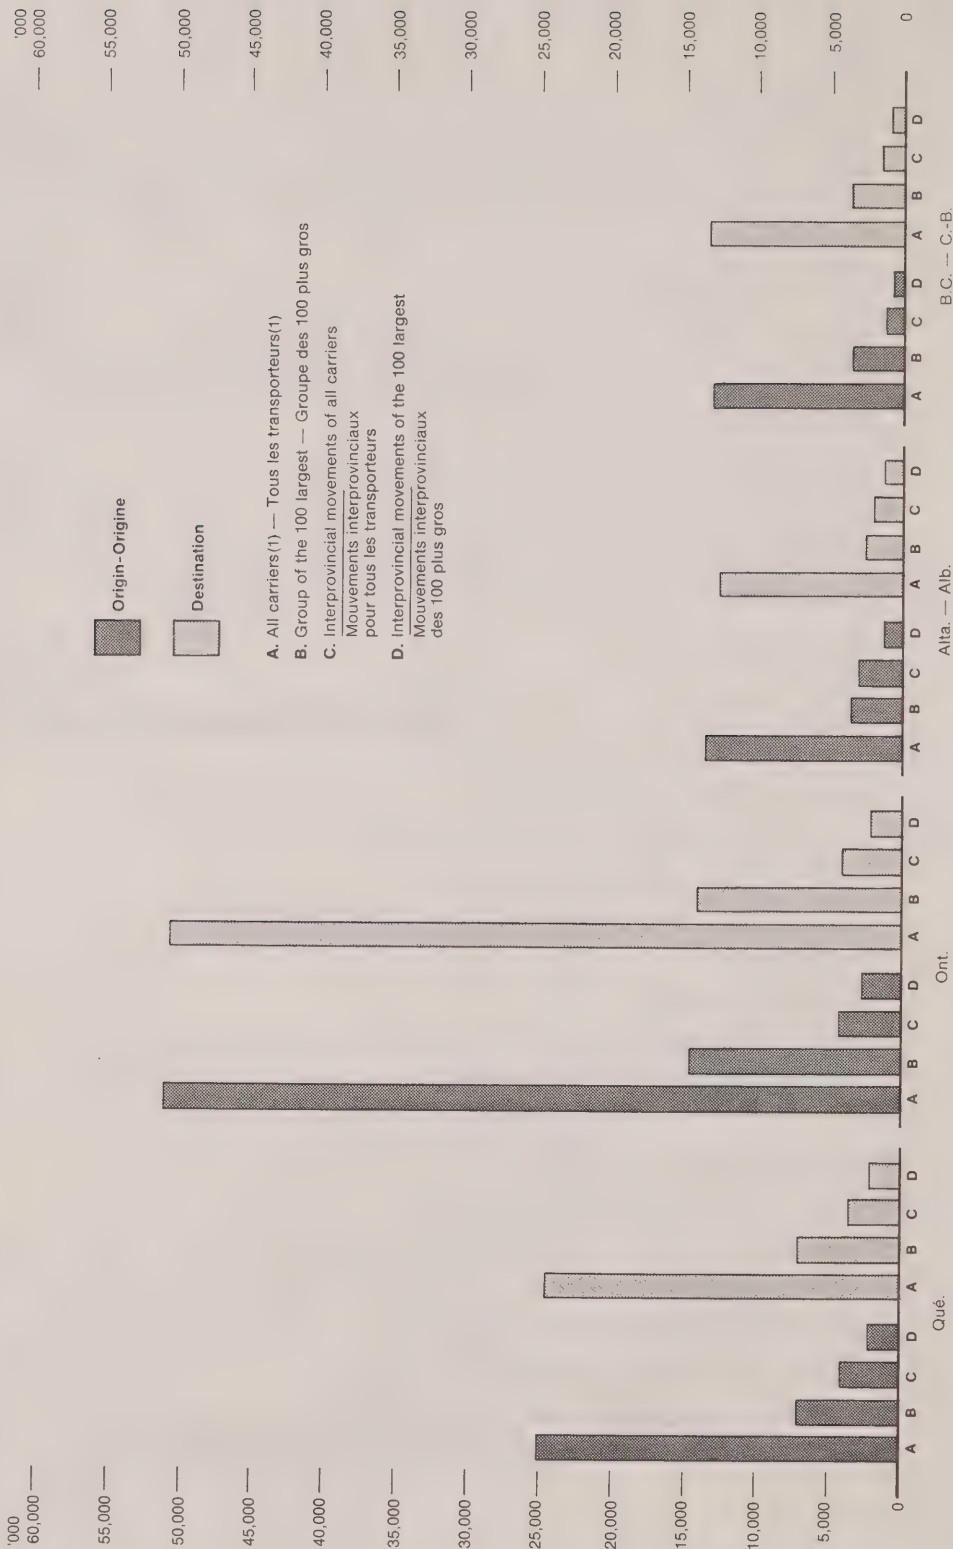 '000
60,000
55,000
50,000
45,000
40,000
35,000
30,000
25,000
20,000
15,000
10,000
5,000
0
Origin-Origine
Destination
A. All carriers(1) — Tous les transporteurs(1)
B. Group of the 100 largest — Groupe des 100 plus gros
C. Interprovincial movements of all carriers
Mouvements interprovinciaux
pour tous les transporteurs
D. Interprovincial movements of the 100 largest
Mouvements interprovinciaux
des 100 plus gros
'000
60,000
55,000
50,000
45,000
40,000
35,000
30,000
25,000
20,000
15,000
10,000
5,000
0
A B C D A B C D
Qué.
A B C D A B C D
Ont.
A B C D A B C D
Alta. — Alb.
A B C D A B C D
B.C. — C.-B.